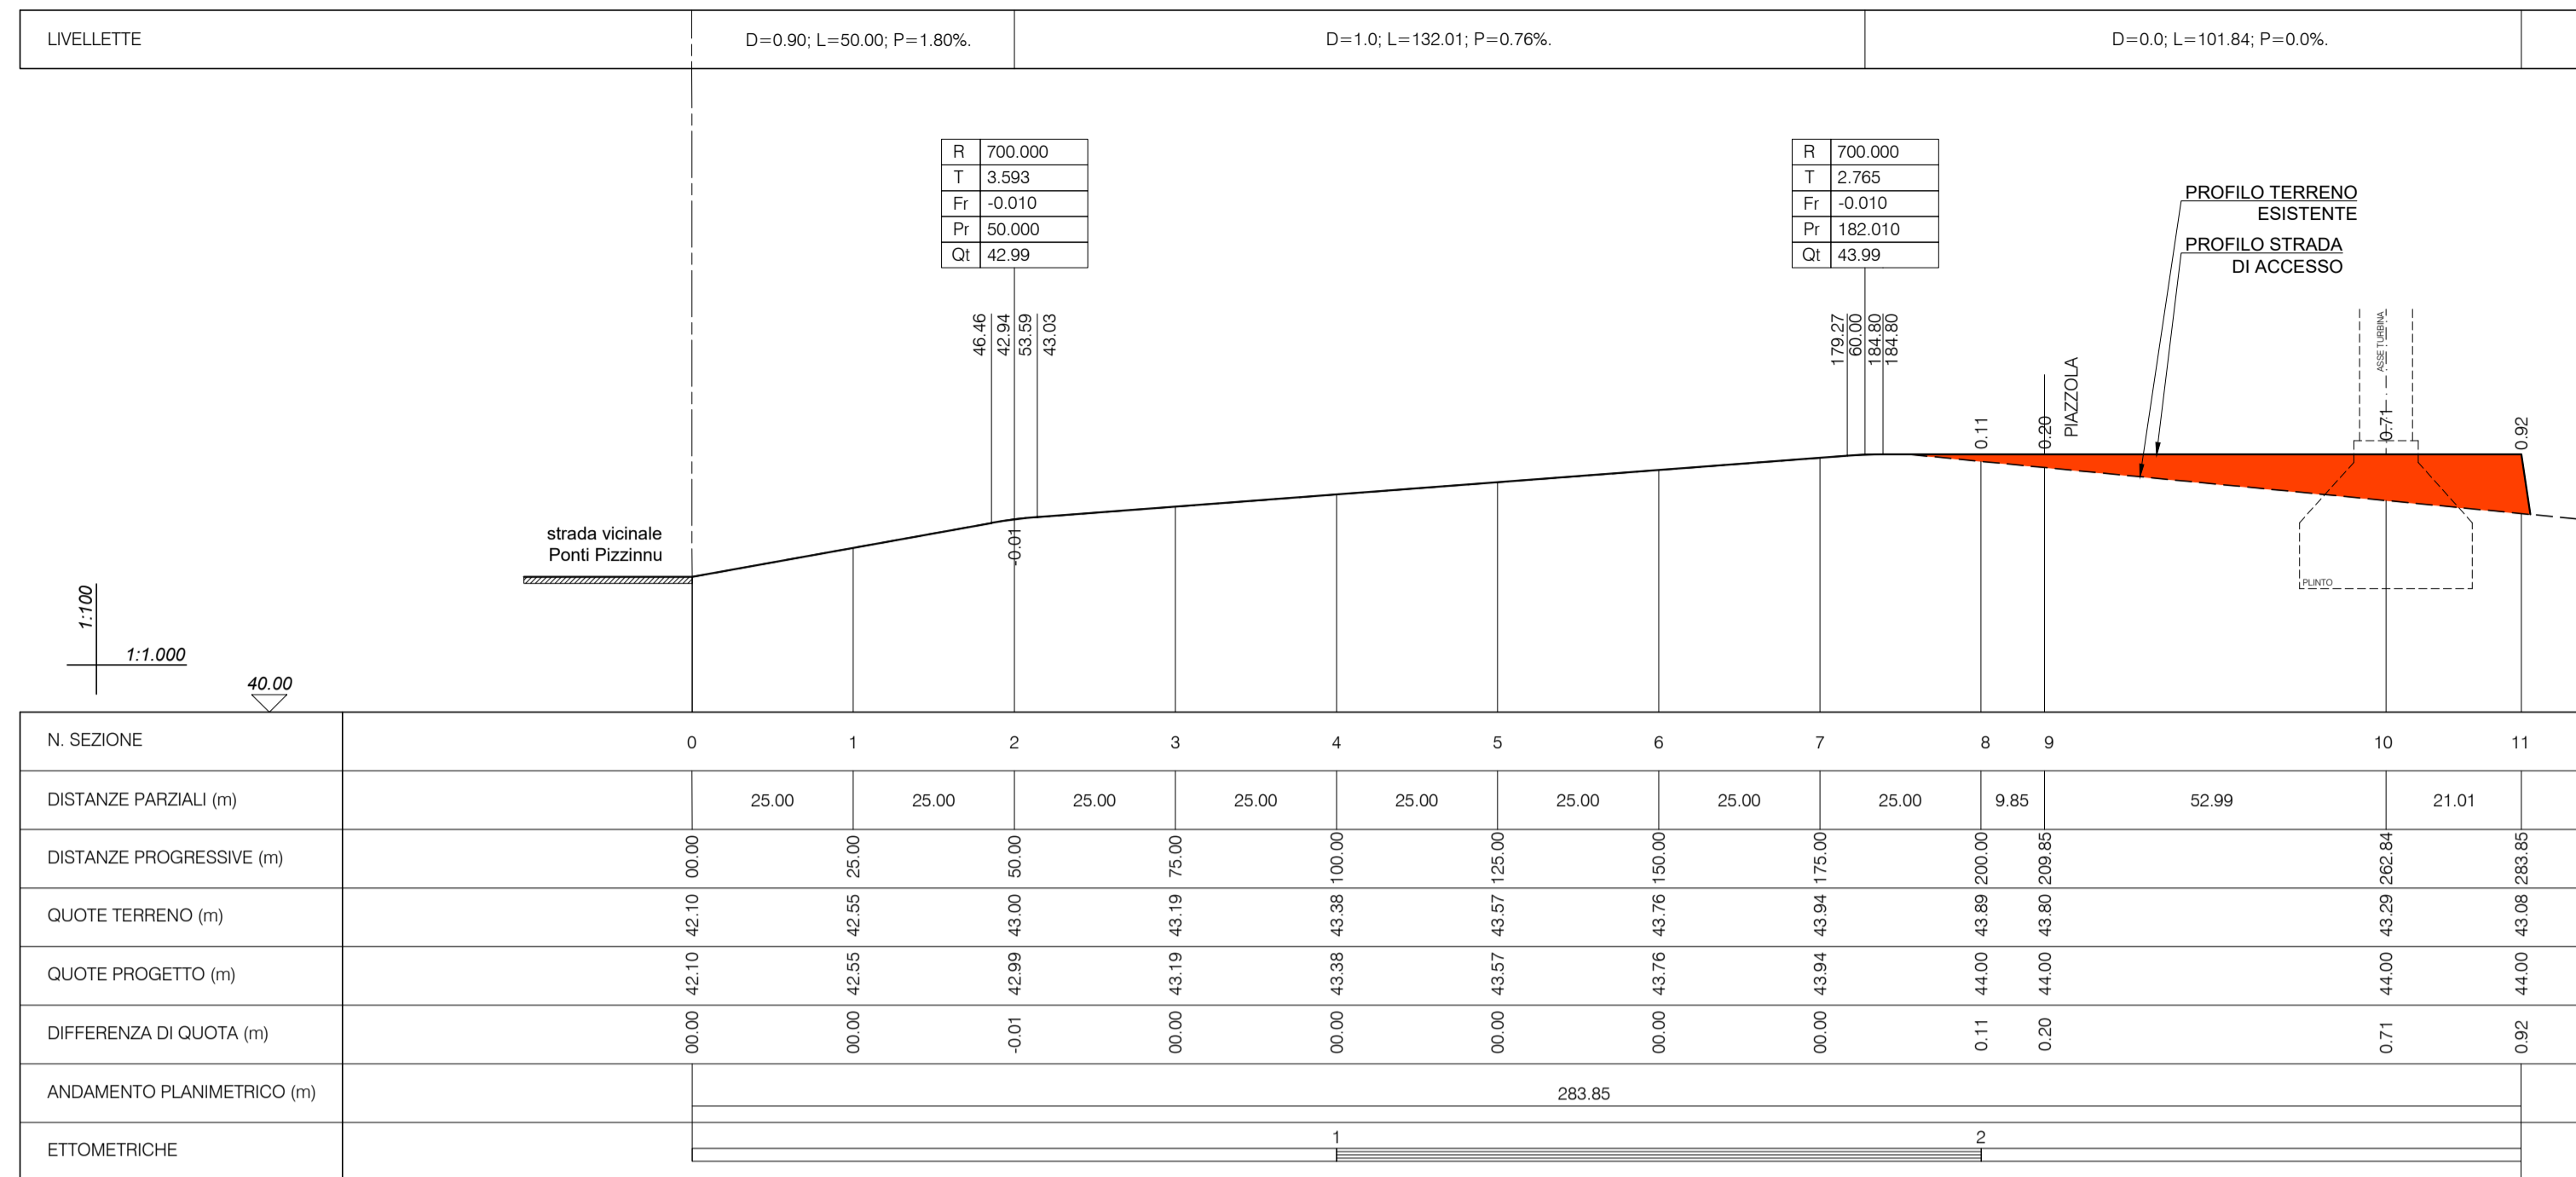 LIVELLETTE
D=0.90; L=50.00; P=1.80%.
D=1.0; L=132.01; P=0.76%.
D=0.0; L=101.84; P=0.0%.
R 700.000
T 3.593
Fr -0.010
Pr 50.000
Qt 42.99
R 700.000
T 2.765
Fr -0.010
Pr 182.010
Qt 43.99
PROFILO TERRENO
ESISTENTE
PROFILO STRADA
DI ACCESSO
46.46
42.94
53.59
43.03
179.27
60.00
184.80
184.80
ASSE TURBINA
PIAZZOLA
0.11
0.20
0.71
0.92
-0.01
strada vicinale
Ponti Pizzinnu
PLINTO
1:100
1:1.000
40.00
N. SEZIONE 0 1 2 3 4 5 6 7 8 9 10 11
DISTANZE PARZIALI (m) 25.00 25.00 25.00 25.00 25.00 25.00 25.00 25.00 9.85 52.99 21.01
DISTANZE PROGRESSIVE (m) 00.00 25.00 50.00 75.00 100.00 125.00 150.00 175.00 200.00 209.85 262.84 283.85
QUOTE TERRENO (m) 42.10 42.55 43.00 43.19 43.38 43.57 43.76 43.94 43.89 43.80 43.29 43.08
QUOTE PROGETTO (m) 42.10 42.55 42.99 43.19 43.38 43.57 43.76 43.94 44.00 44.00 44.00 44.00
DIFFERENZA DI QUOTA (m) 00.00 00.00 -0.01 00.00 00.00 00.00 00.00 00.00 0.11 0.20 0.71 0.92
ANDAMENTO PLANIMETRICO (m) 283.85
ETTOMETRICHE 1 2